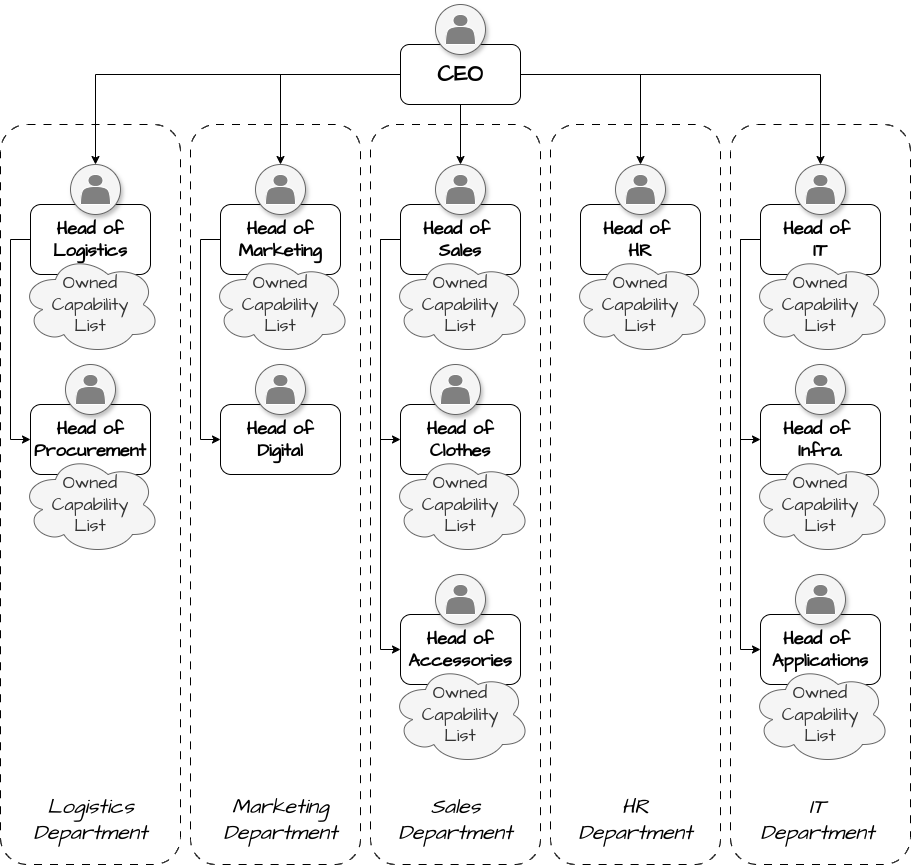 CEO
Head of
Logistics
Owned
Capability
List
Head of
Marketing
Owned
Capability
List
Head of
Sales
Owned
Capability
List
Head of
HR
Owned
Capability
List
Head of
IT
Owned
Capability
List
Head of
Procurement
Owned
Capability
List
Head of
Digital
Head of
Clothes
Owned
Capability
List
Head of
Infra.
Owned
Capability
List
Head of
Accessories
Owned
Capability
List
Head of
Applications
Owned
Capability
List
Logistics
Department
Marketing
Department
Sales
Department
HR
Department
IT
Department